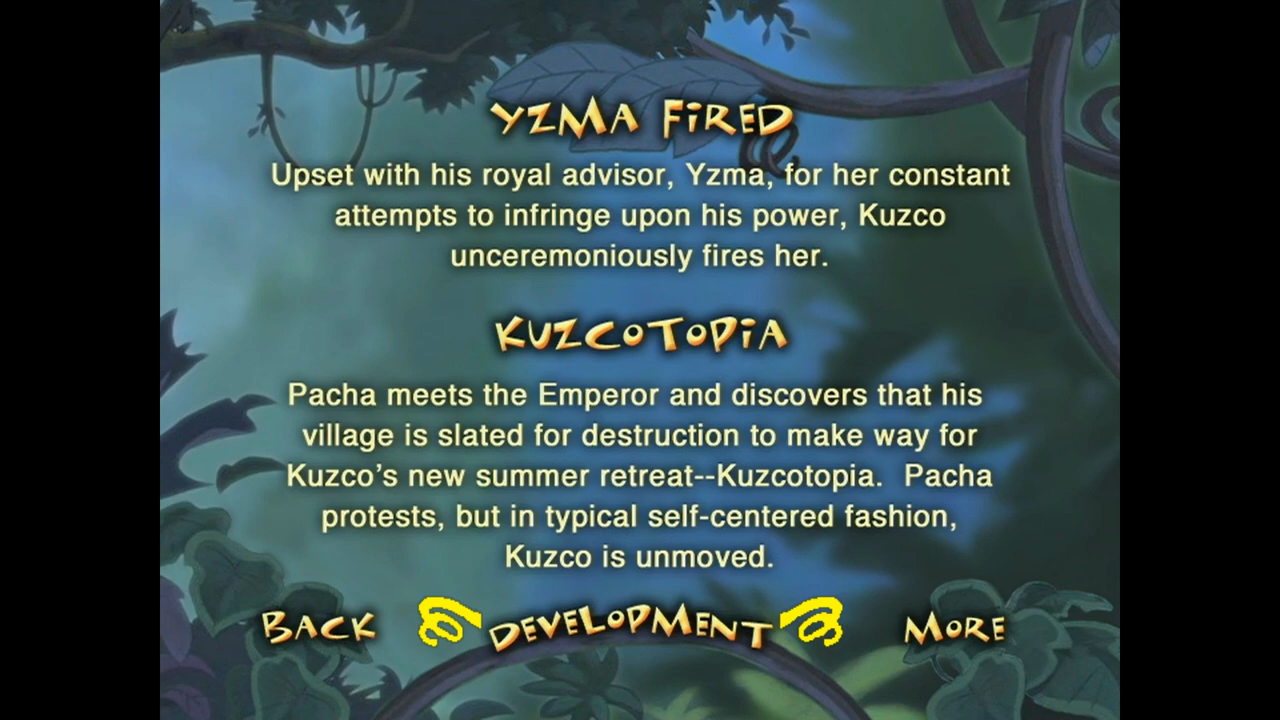 YZMA FIRED
Upset with his royal advisor, Yzma, for her constant
attempts to infringe upon his power, Kuzco
unceremoniously fires her.
KUZCOTOPIA
Pacha meets the Emperor and discovers that his
village is slated for destruction to make way for
Kuzco’s new summer retreat--Kuzcotopia.  Pacha
protests, but in typical self-centered fashion,
Kuzco is unmoved.
BACK DEVELOPMENT MORE